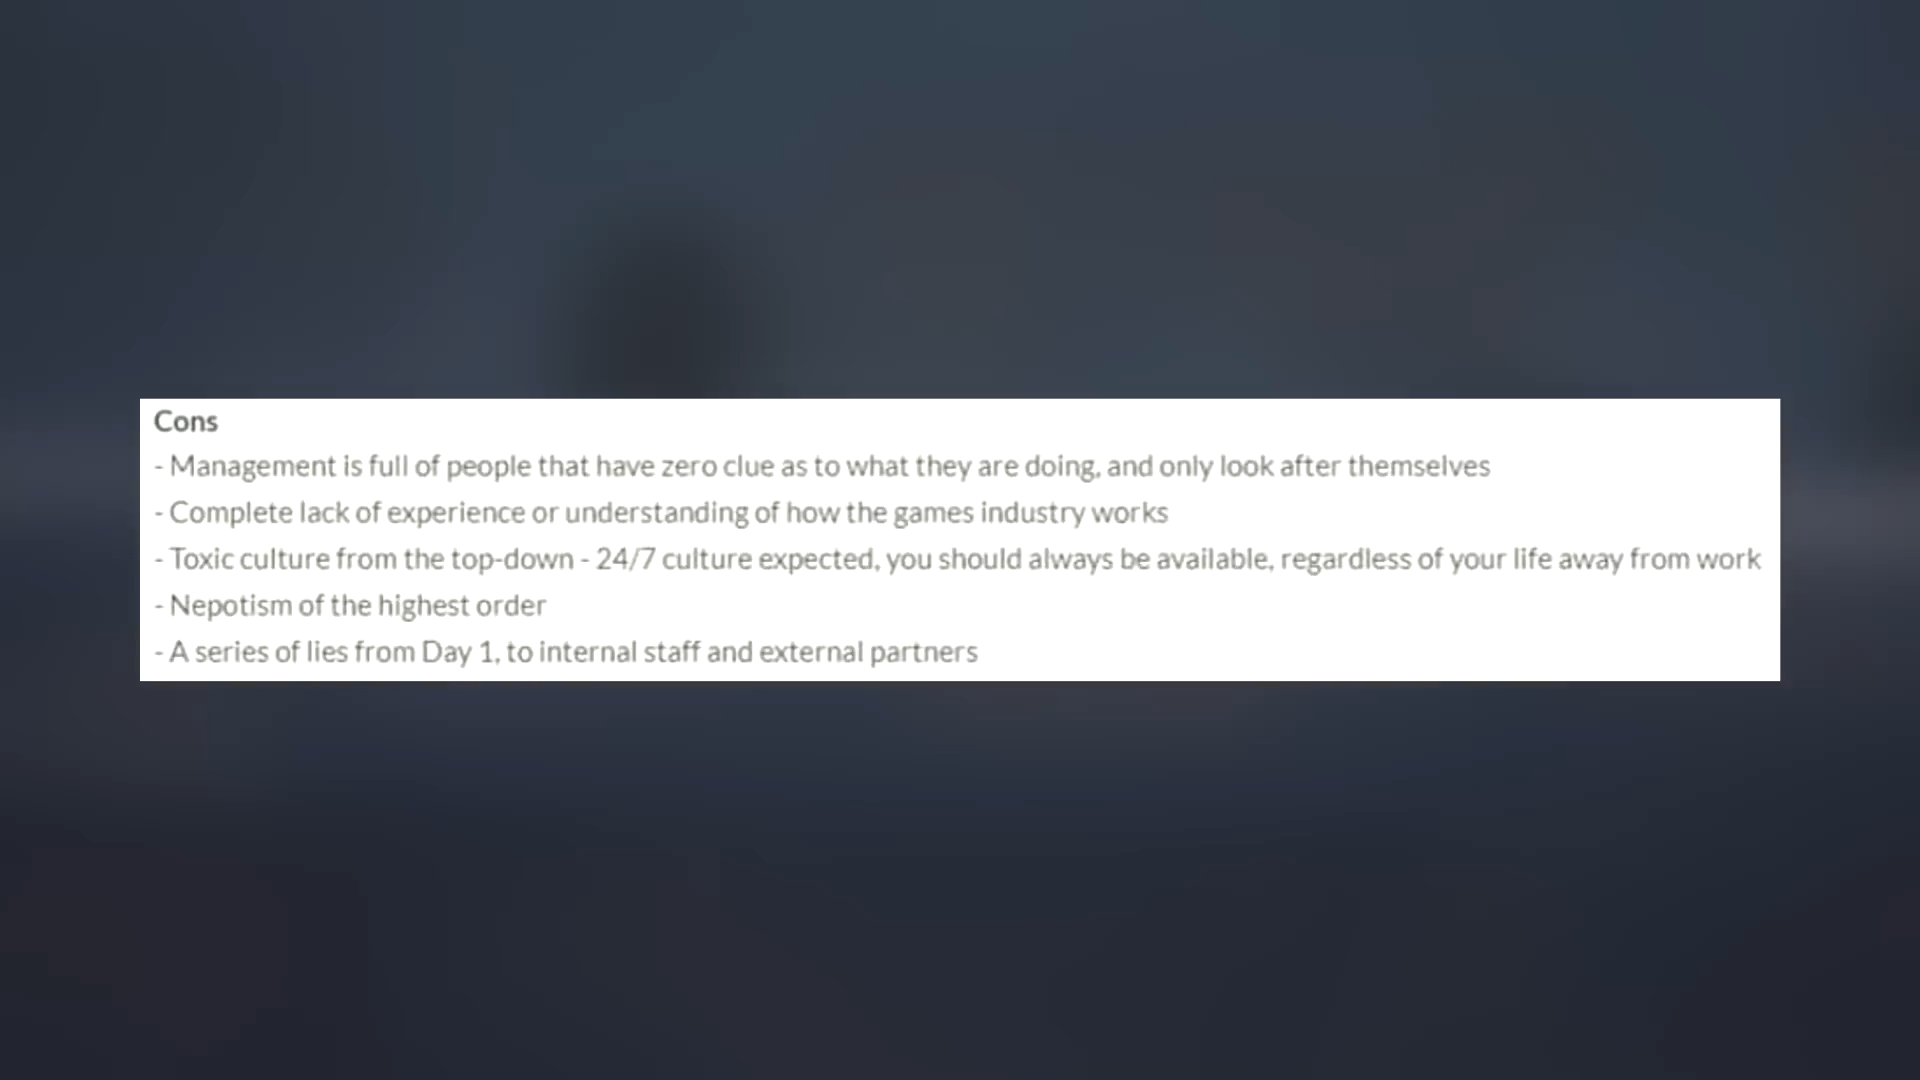 Cons
- Management is full of people that have zero clue as to what they are doing, and only look after themselves
- Complete lack of experience or understanding of how the games industry works
- Toxic culture from the top-down - 24/7 culture expected, you should always be available, regardless of your life away from work
- Nepotism of the highest order
- A series of lies from Day 1, to internal staff and external partners